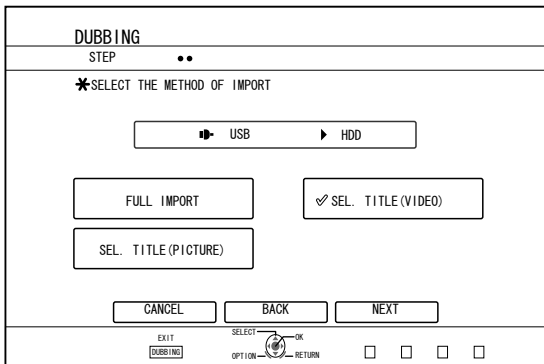 DUBBING
STEP
SELECT THE METHOD OF IMPORT
USB HDD
FULL IMPORT
SEL. TITLE(VIDEO)
SEL. TITLE(PICTURE)
CANCEL BACK NEXT
EXIT
DUBBING
SELECT OK
OPTION RETURN